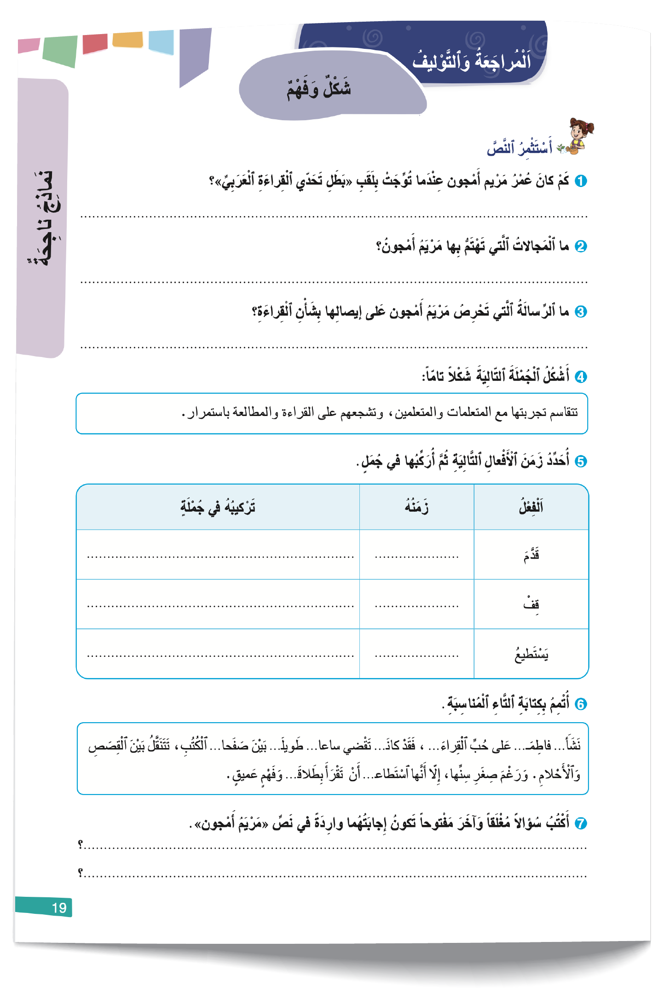 اَلْمُراجَعَةُ وَٱلتَّوْليفُ
شَكْلٌ وَفَهْمٌ
نَماذِجُ ناجِحَةٌ
أَسْتَثْمِرُ ٱلنَّصَّ
1 كَمْ كانَ عُمْرُ مَرْيم أَمْجون عِنْدَما تُوِّجَتْ بِلَقَبِ «بَطَلِ تَحَدّي ٱلْقِراءَةِ ٱلْعَرَبِيِّ»؟
2 ما ٱلْمَجالاتُ ٱلَّتي تَهْتَمُّ بِها مَرْيَمُ أَمْجونُ؟
3 ما ٱلرِّسالَةُ ٱلَّتي تَحْرِصُ مَرْيَمُ أَمْجون عَلى إيصالِها بِشَأْنِ ٱلْقِراءَةِ؟
4 أَشْكُلُ ٱلْجُمْلَةَ ٱلتّالِيَةَ شَكْلاً تامّاً:
تتقاسم تجربتها مع المتعلمات والمتعلمين، وتشجعهم على القراءة والمطالعة باستمرار.
5 أُحَدِّدُ زَمَنَ ٱلْأَفْعالِ ٱلتَّالِيَةِ ثُمَّ أُرَكِّبُها في جُمَلٍ.
اَلْفِعْلُ زَمَنُهُ تَرْكيبُهُ في جُمْلَةٍ
قَدَّمَ
قِفْ
يَسْتَطيعُ
6 أُتْمِمُ بِكِتابَةِ ٱلتَّاءِ ٱلْمُناسِبَةِ.
نَشَأَ... فاطِمَـ... عَلى حُبِّ ٱلْقِراءَ... ، فَقَدْ كانَـ... تَقْضي ساعا... طَويلَـ... بَيْنَ صَفَحا... ٱلْكُتُبِ، تَتَنَقَّلُ بَيْنَ ٱلْقِصَصِ
وَٱلْأَحْلامِ. وَرَغْمَ صِغَرِ سِنِّها، إِلّا أَنَّها ٱسْتَطاعـ... أَنْ تَقْرَأَ بِطَلاقَـ... وَفَهْمٍ عَميقٍ.
7 أَكْتُبُ سُؤالاً مُغْلَقاً وَآخَرَ مَفْتوحاً تَكونُ إِجابَتُهُما وارِدَةً في نَصِّ «مَرْيَمُ أَمْجون».
؟
؟
19